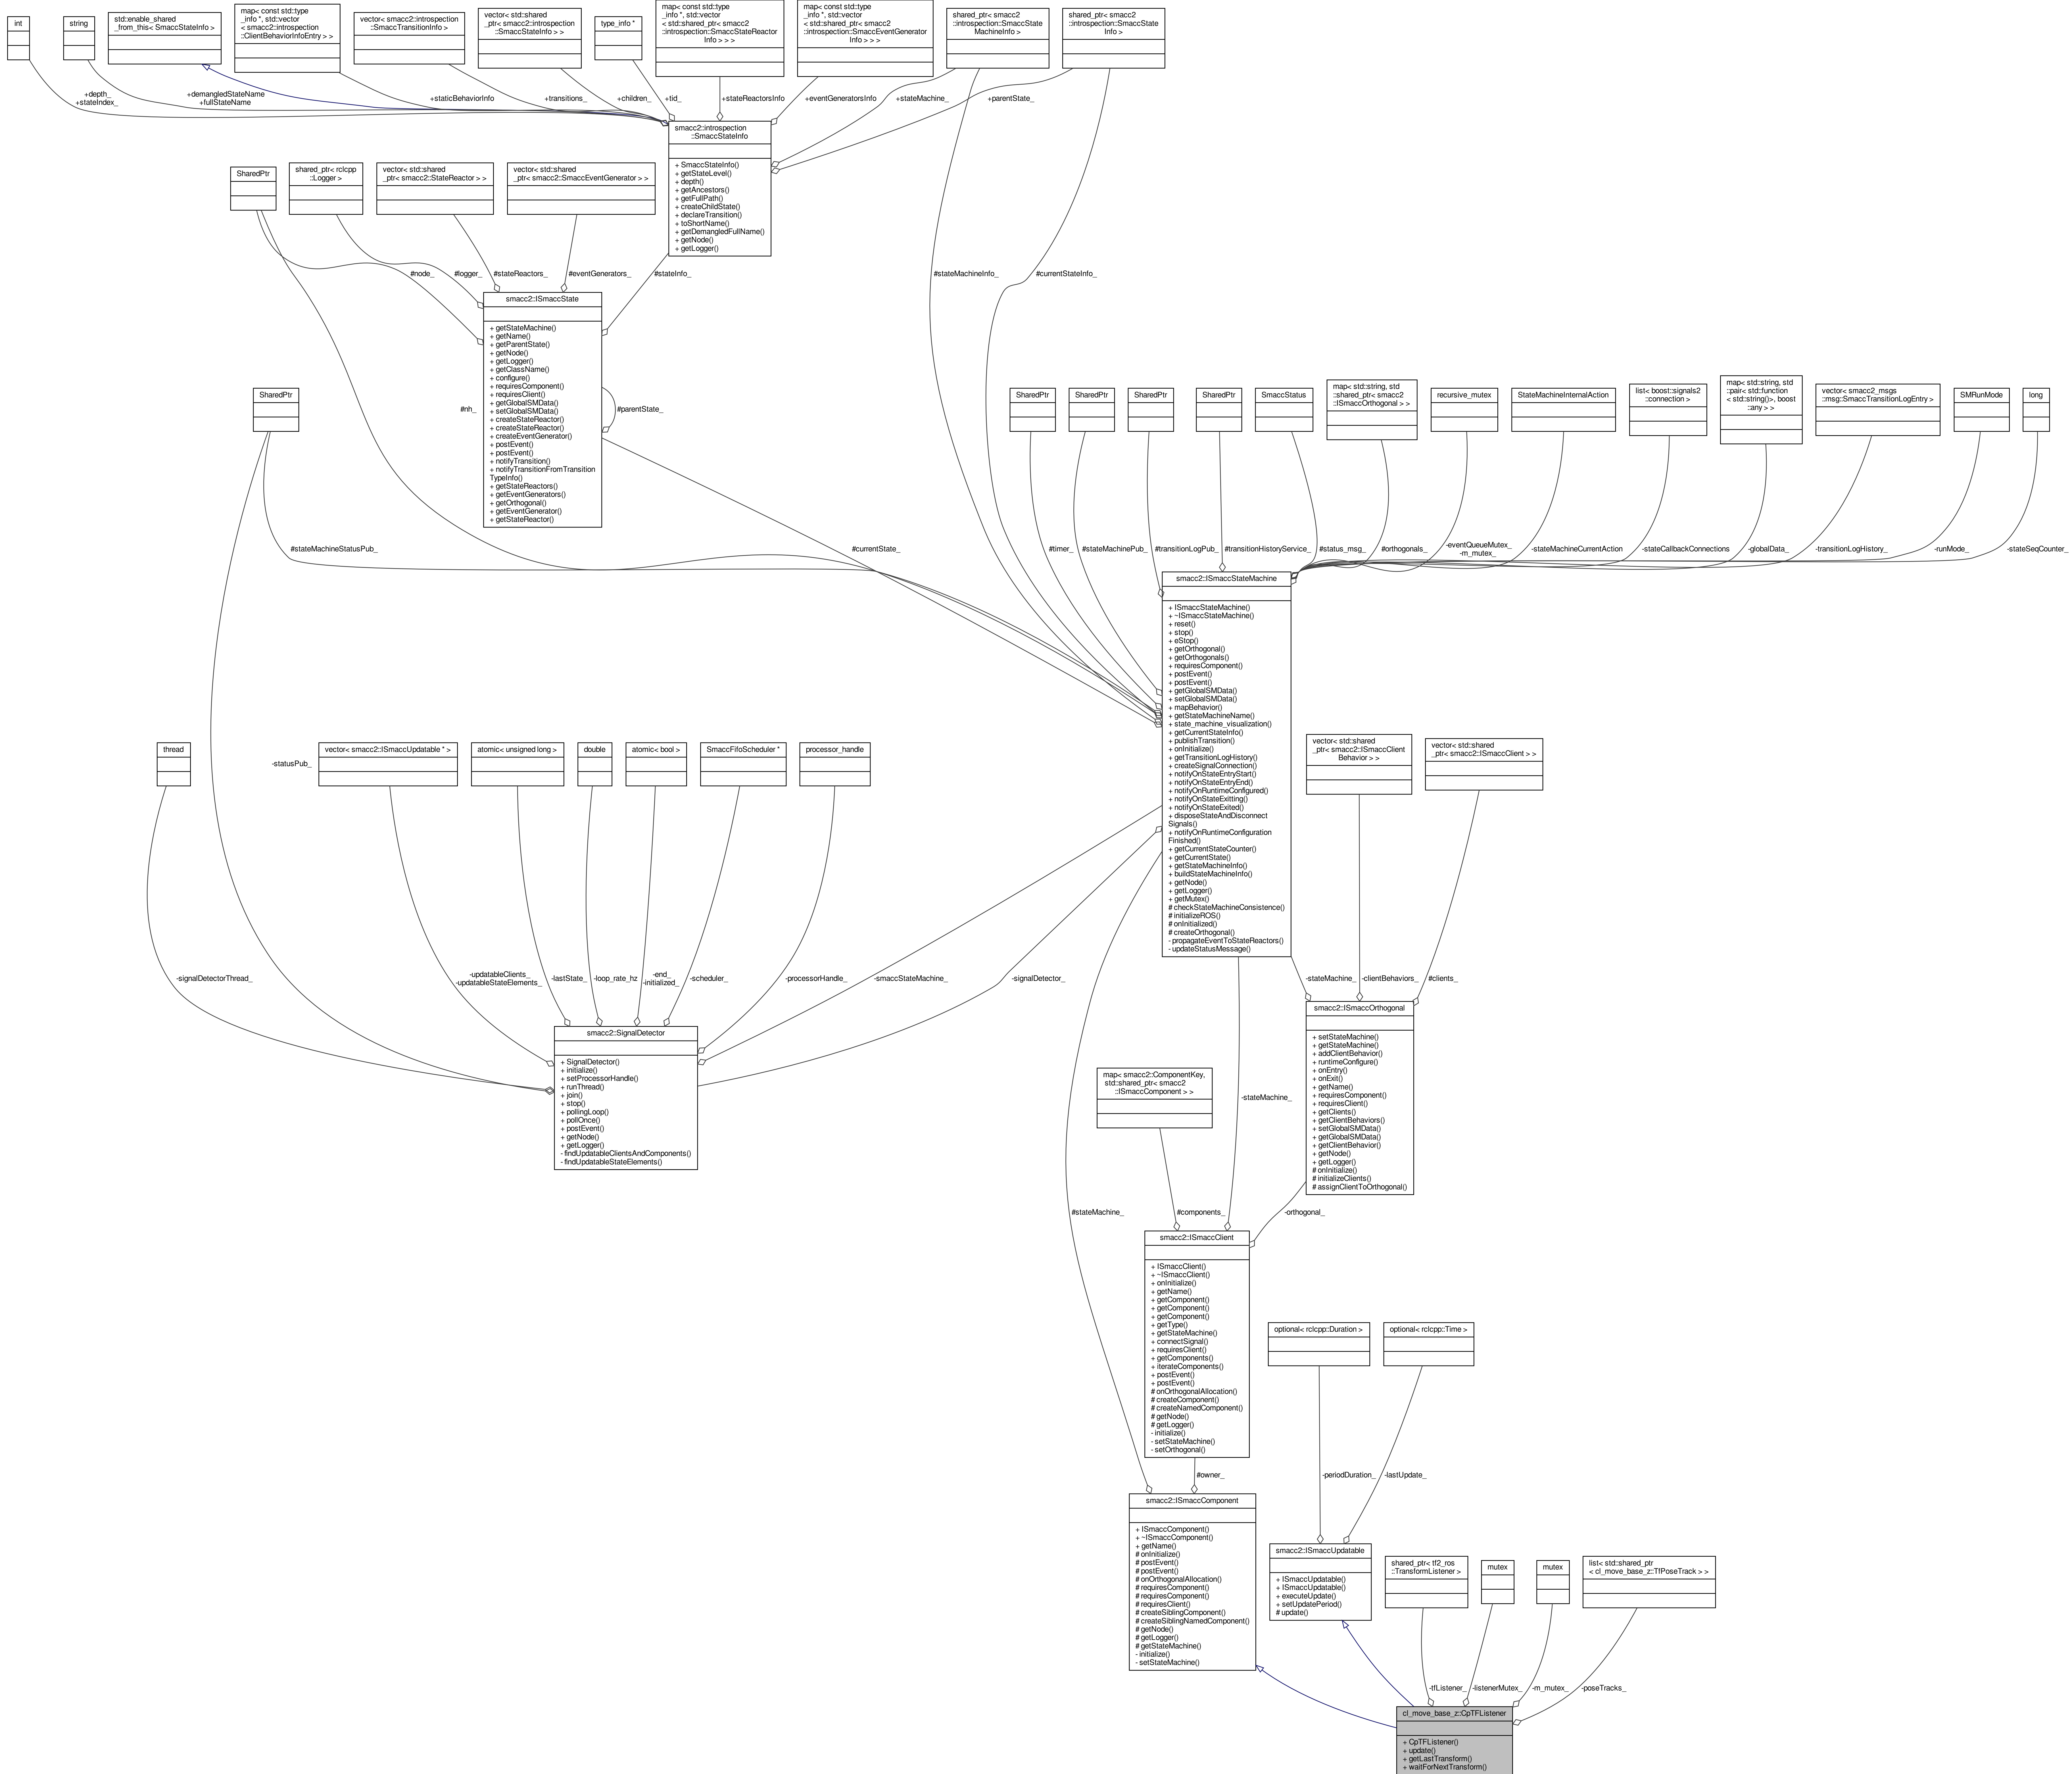 int
string
std::enable_shared
_from_this< SmaccStateInfo >
map< const std::type
_info *, std::vector
< smacc2::introspection
::ClientBehaviorInfoEntry > >
vector< smacc2::introspection
::SmaccTransitionInfo >
vector< std::shared
_ptr< smacc2::introspection
::SmaccStateInfo > >
type_info *
map< const std::type
_info *, std::vector
< std::shared_ptr< smacc2
::introspection::SmaccStateReactor
Info > > >
map< const std::type
_info *, std::vector
< std::shared_ptr< smacc2
::introspection::SmaccEventGenerator
Info > > >
shared_ptr< smacc2
::introspection::SmaccState
MachineInfo >
shared_ptr< smacc2
::introspection::SmaccState
Info >
+depth_
+stateIndex_
+demangledStateName
+fullStateName
+staticBehaviorInfo
+transitions_
+children_
+tid_
+stateReactorsInfo
+eventGeneratorsInfo
+stateMachine_
+parentState_
smacc2::introspection
::SmaccStateInfo
+ SmaccStateInfo()
+ getStateLevel()
+ depth()
+ getAncestors()
+ getFullPath()
+ createChildState()
+ declareTransition()
+ toShortName()
+ getDemangledFullName()
+ getNode()
+ getLogger()
SharedPtr
shared_ptr< rclcpp
::Logger >
vector< std::shared
_ptr< smacc2::StateReactor > >
vector< std::shared
_ptr< smacc2::SmaccEventGenerator > >
#node_
#logger_
#stateReactors_
#eventGenerators_
#stateInfo_
#stateMachineInfo_
#currentStateInfo_
smacc2::ISmaccState
+ getStateMachine()
+ getName()
+ getParentState()
+ getNode()
+ getLogger()
+ getClassName()
+ configure()
+ requiresComponent()
+ requiresClient()
+ getGlobalSMData()
+ setGlobalSMData()
+ createStateReactor()
+ createStateReactor()
+ createEventGenerator()
+ postEvent()
+ postEvent()
+ notifyTransition()
+ notifyTransitionFromTransition
TypeInfo()
+ getStateReactors()
+ getEventGenerators()
+ getOrthogonal()
+ getEventGenerator()
+ getStateReactor()
#parentState_
#nh_
SharedPtr
SharedPtr
SharedPtr
SharedPtr
SharedPtr
SmaccStatus
map< std::string, std
::shared_ptr< smacc2
::ISmaccOrthogonal > >
recursive_mutex
StateMachineInternalAction
list< boost::signals2
::connection >
map< std::string, std
::pair< std::function
< std::string()>, boost
::any > >
vector< smacc2_msgs
::msg::SmaccTransitionLogEntry >
SMRunMode
long
#stateMachineStatusPub_
#currentState_
#timer_
#stateMachinePub_
#transitionLogPub_
#transitionHistoryService_
#status_msg_
#orthogonals_
-eventQueueMutex_
-m_mutex_
-stateMachineCurrentAction
-stateCallbackConnections
-globalData_
-transitionLogHistory_
-runMode_
-stateSeqCounter_
smacc2::ISmaccStateMachine
+ ISmaccStateMachine()
+ ~ISmaccStateMachine()
+ reset()
+ stop()
+ eStop()
+ getOrthogonal()
+ getOrthogonals()
+ requiresComponent()
+ postEvent()
+ postEvent()
+ getGlobalSMData()
+ setGlobalSMData()
+ mapBehavior()
+ getStateMachineName()
+ state_machine_visualization()
+ getCurrentStateInfo()
+ publishTransition()
+ onInitialize()
+ getTransitionLogHistory()
+ createSignalConnection()
+ notifyOnStateEntryStart()
+ notifyOnStateEntryEnd()
+ notifyOnRuntimeConfigured()
+ notifyOnStateExitting()
+ notifyOnStateExited()
+ disposeStateAndDisconnect
Signals()
+ notifyOnRuntimeConfiguration
Finished()
+ getCurrentStateCounter()
+ getCurrentState()
+ getStateMachineInfo()
+ buildStateMachineInfo()
+ getNode()
+ getLogger()
+ getMutex()
# checkStateMachineConsistence()
# initializeROS()
# onInitialized()
# createOrthogonal()
- propagateEventToStateReactors()
- updateStatusMessage()
thread
-statusPub_
vector< smacc2::ISmaccUpdatable * >
atomic< unsigned long >
double
atomic< bool >
SmaccFifoScheduler *
processor_handle
vector< std::shared
_ptr< smacc2::ISmaccClient
Behavior > >
vector< std::shared
_ptr< smacc2::ISmaccClient > >
-signalDetectorThread_
-updatableClients_
-updatableStateElements_
-lastState_
-loop_rate_hz
-end_
-initialized_
-scheduler_
-processorHandle_
-smaccStateMachine_
-signalDetector_
-stateMachine_
-clientBehaviors_
#clients_
smacc2::SignalDetector
+ SignalDetector()
+ initialize()
+ setProcessorHandle()
+ runThread()
+ join()
+ stop()
+ pollingLoop()
+ pollOnce()
+ postEvent()
+ getNode()
+ getLogger()
- findUpdatableClientsAndComponents()
- findUpdatableStateElements()
smacc2::ISmaccOrthogonal
+ setStateMachine()
+ getStateMachine()
+ addClientBehavior()
+ runtimeConfigure()
+ onEntry()
+ onExit()
+ getName()
+ requiresComponent()
+ requiresClient()
+ getClients()
+ getClientBehaviors()
+ setGlobalSMData()
+ getGlobalSMData()
+ getClientBehavior()
+ getNode()
+ getLogger()
# onInitialize()
# initializeClients()
# assignClientToOrthogonal()
map< smacc2::ComponentKey,
std::shared_ptr< smacc2
::ISmaccComponent > >
-stateMachine_
#stateMachine_
#components_
-orthogonal_
smacc2::ISmaccClient
+ ISmaccClient()
+ ~ISmaccClient()
+ onInitialize()
+ getName()
+ getComponent()
+ getComponent()
+ getComponent()
+ getType()
+ getStateMachine()
+ connectSignal()
+ requiresClient()
+ getComponents()
+ iterateComponents()
+ postEvent()
+ postEvent()
# onOrthogonalAllocation()
# createComponent()
# createNamedComponent()
# getNode()
# getLogger()
- initialize()
- setStateMachine()
- setOrthogonal()
optional< rclcpp::Duration >
optional< rclcpp::Time >
#owner_
-periodDuration_
-lastUpdate_
smacc2::ISmaccComponent
+ ISmaccComponent()
+ ~ISmaccComponent()
+ getName()
# onInitialize()
# postEvent()
# postEvent()
# onOrthogonalAllocation()
# requiresComponent()
# requiresComponent()
# requiresClient()
# createSiblingComponent()
# createSiblingNamedComponent()
# getNode()
# getLogger()
# getStateMachine()
- initialize()
- setStateMachine()
smacc2::ISmaccUpdatable
+ ISmaccUpdatable()
+ ISmaccUpdatable()
+ executeUpdate()
+ setUpdatePeriod()
# update()
shared_ptr< tf2_ros
::TransformListener >
mutex
mutex
list< std::shared_ptr
< cl_move_base_z::TfPoseTrack > >
-tfListener_
-listenerMutex_
-m_mutex_
-poseTracks_
cl_move_base_z::CpTFListener
+ CpTFListener()
+ update()
+ getLastTransform()
+ waitForNextTransform()